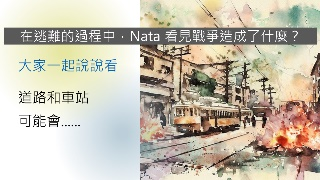 在逃難的過程中，Nata 看見戰爭造成了什麼？
大家一起說說看
道路和車站
可能會......